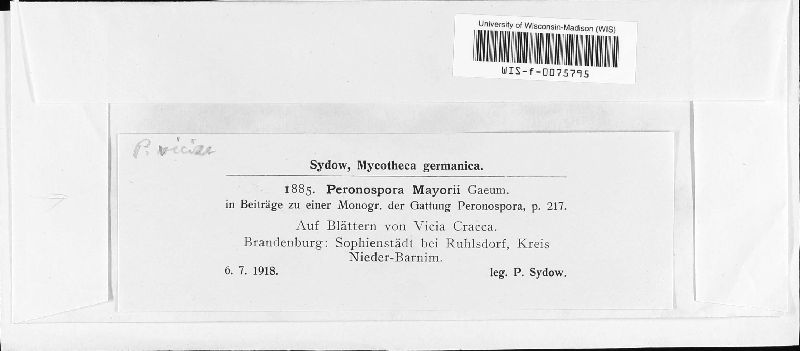 University of Wisconsin-Madison (WIS)
WIS-f-0075795
P. viciae
Sydow, Mycotheca germanica.
1885. Peronospora Mayorii Gaeum.
in Beiträge zu einer Monogr. der Gattung Peronospora, p. 217.
Auf Blättern von Vicia Cracca.
Brandenburg: Sophienstädt bei Ruhlsdorf, Kreis
Nieder-Barnim.
6. 7. 1918. leg. P. Sydow.